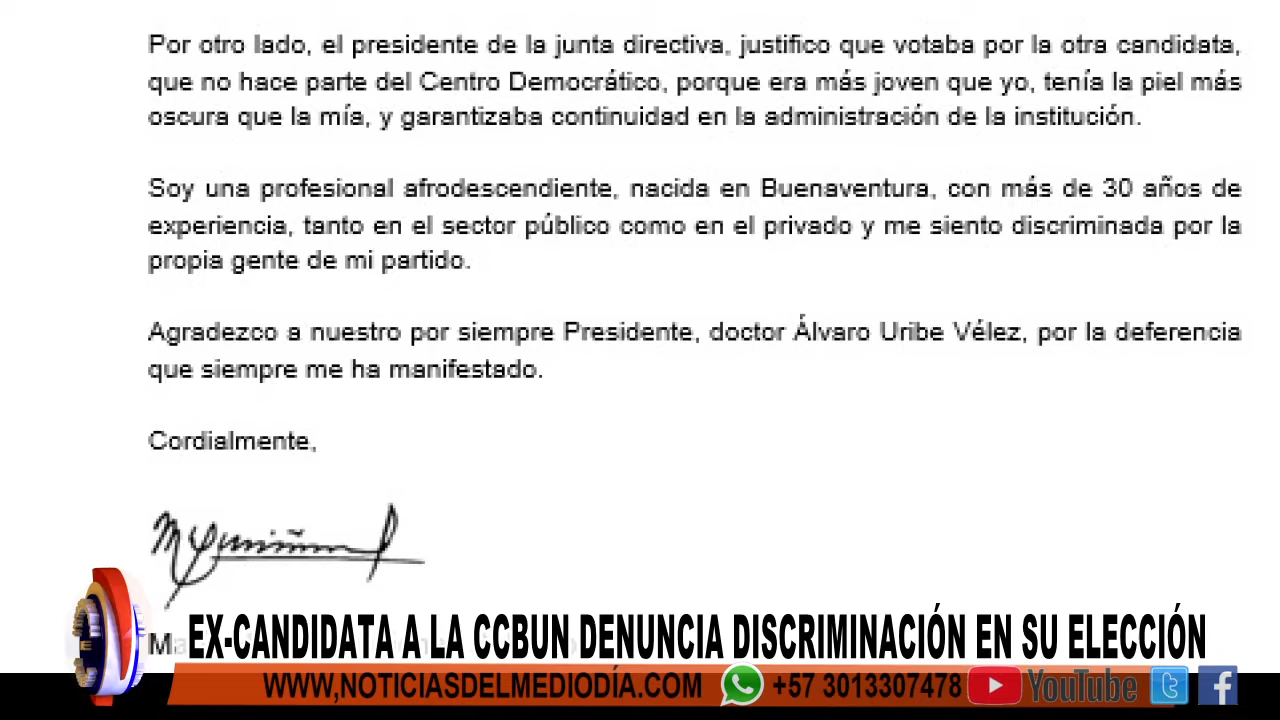 Por otro lado, el presidente de la junta directiva, justifico que votaba por la otra candidata,
que no hace parte del Centro Democrático, porque era más joven que yo, tenía la piel más
oscura que la mía, y garantizaba continuidad en la administración de la institución.
Soy una profesional afrodescendiente, nacida en Buenaventura, con más de 30 años de
experiencia, tanto en el sector público como en el privado y me siento discriminada por la
propia gente de mi partido.
Agradezco a nuestro por siempre Presidente, doctor Álvaro Uribe Vélez, por la deferencia
que siempre me ha manifestado.
Cordialmente,
EX-CANDIDATA A LA CCBUN DENUNCIA DISCRIMINACIÓN EN SU ELECCIÓN
WWW,NOTICIASDELMEDIODÍA.COM +57 3013307478 YouTube